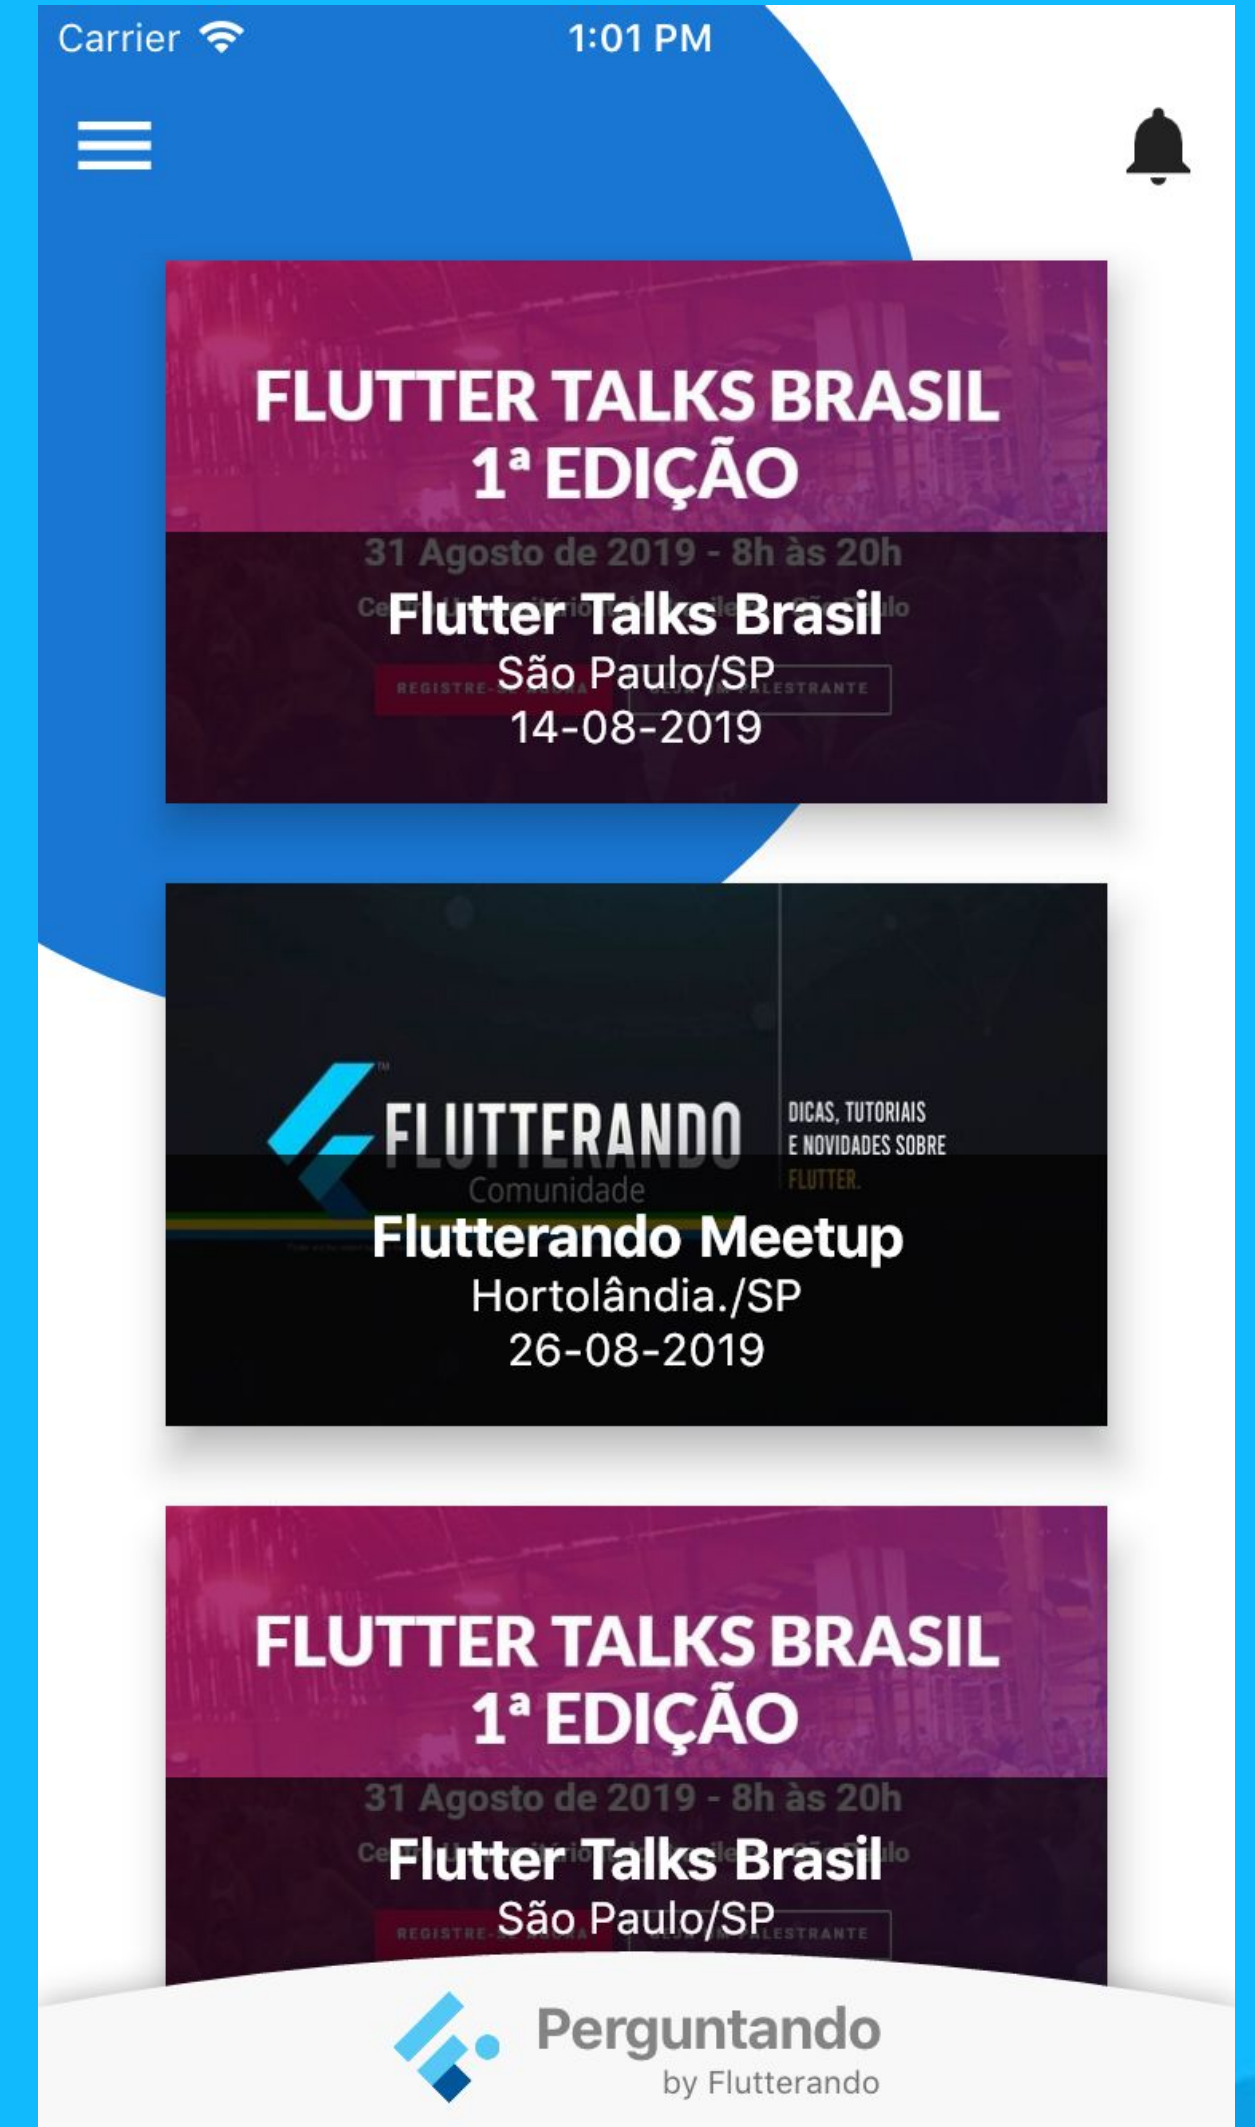 Carrier
1:01 PM
FLUTTER TALKS BRASIL
1ª EDIÇÃO
31 Agosto de 2019 - 8h às 20h
Flutter Talks Brasil
São Paulo/SP
14-08-2019
FLUTTERANDO
Comunidade
DICAS, TUTORIAIS
E NOVIDADES SOBRE
FLUTTER.
Flutterando Meetup
Hortolândia./SP
26-08-2019
FLUTTER TALKS BRASIL
1ª EDIÇÃO
31 Agosto de 2019 - 8h às 20h
Flutter Talks Brasil
São Paulo/SP
Perguntando
by Flutterando